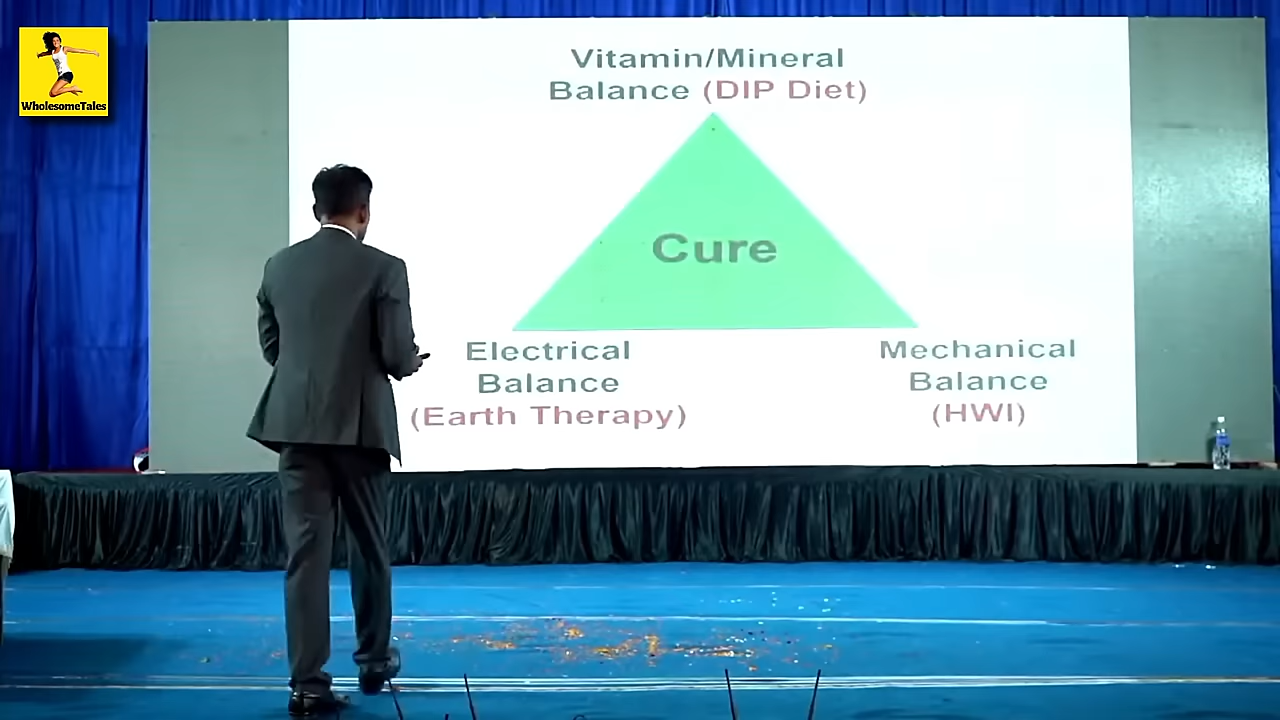 WholesomeTales
Vitamin/Mineral
Balance (DIP Diet)
Cure
Electrical
Balance
(Earth Therapy)
Mechanical
Balance
(HWI)